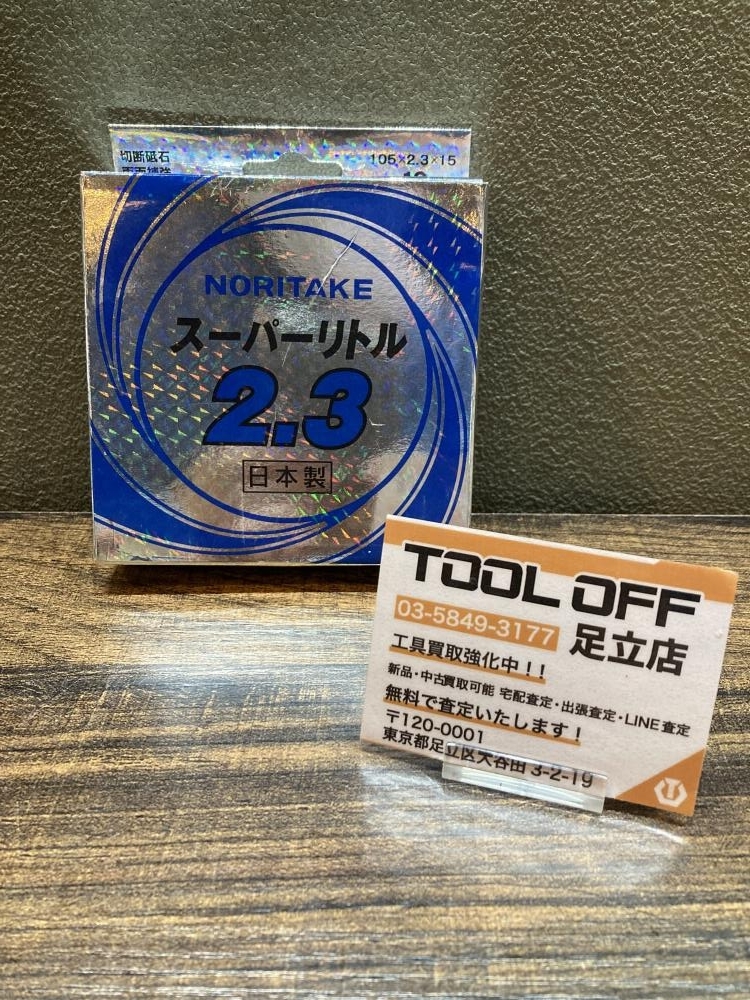 切断砥石
105×2.3×15
両面補強
NORITAKE
スーパーリトル
2.3
日本製
TOOL OFF
03-5849-3177
足立店
工具買取強化中！！
新品・中古買取可能 宅配査定・出張査定・LINE査定
無料で査定いたします！
〒120-0001
東京都足立区大谷田 3-2-19